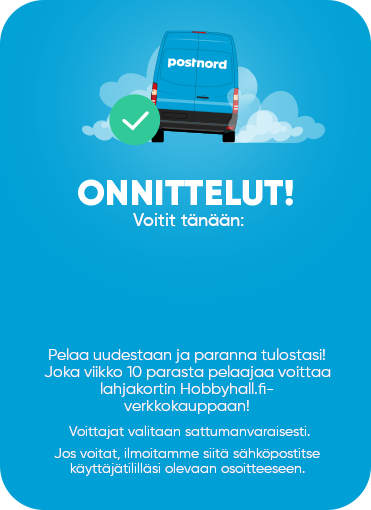 postnord
ONNITTELUT!
Voitit tänään:
Pelaa uudestaan ja paranna tulostasi!
Joka viikko 10 parasta pelaajaa voittaa
lahjakortin Hobbyhall.fi-
verkkokauppaan!
Voittajat valitaan sattumanvaraisesti.
Jos voitat, ilmoitamme siitä sähköpostitse
käyttäjätililläsi olevaan osoitteeseen.